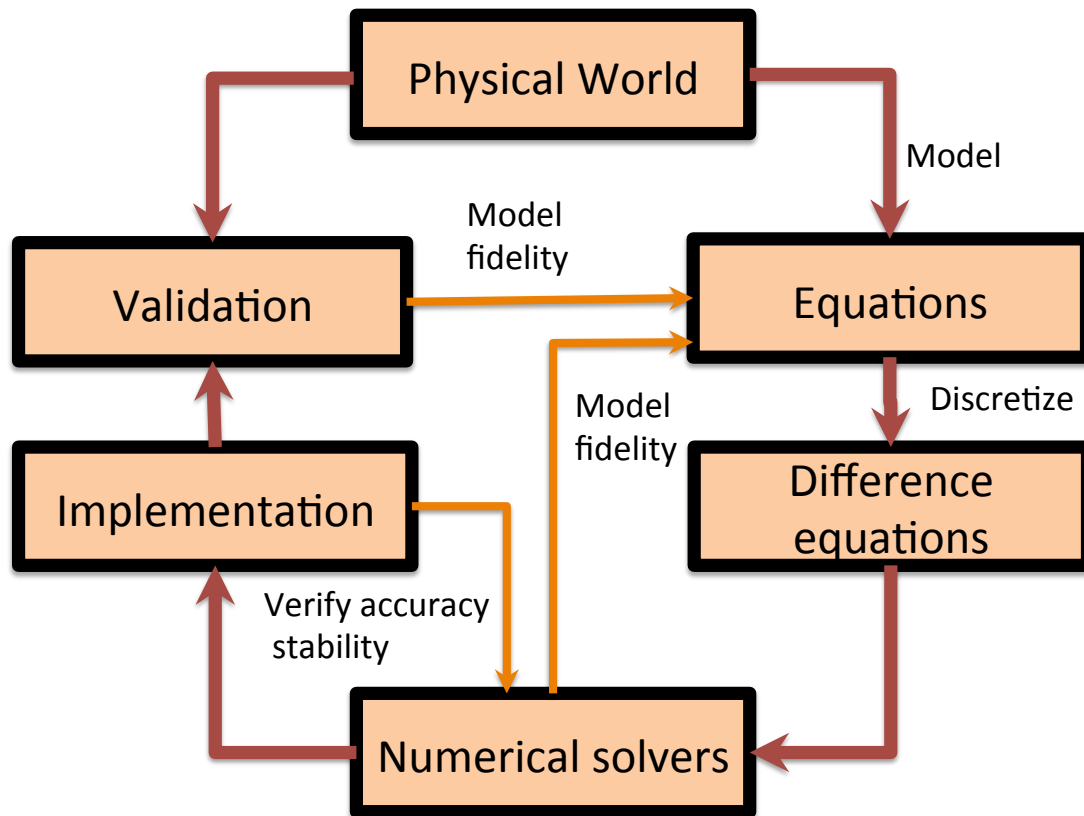 Physical World
Model
Model
fidelity
Validation
Equations
Model
fidelity
Discretize
Implementation
Difference
equations
Verify accuracy
stability
Numerical solvers